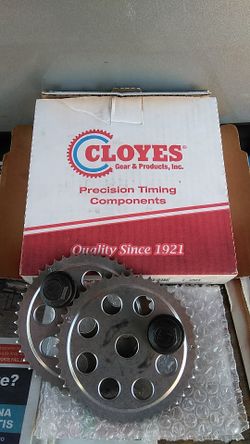 CLOYES®
Gear & Products, Inc.
Precision Timing
Components
Quality Since 1921